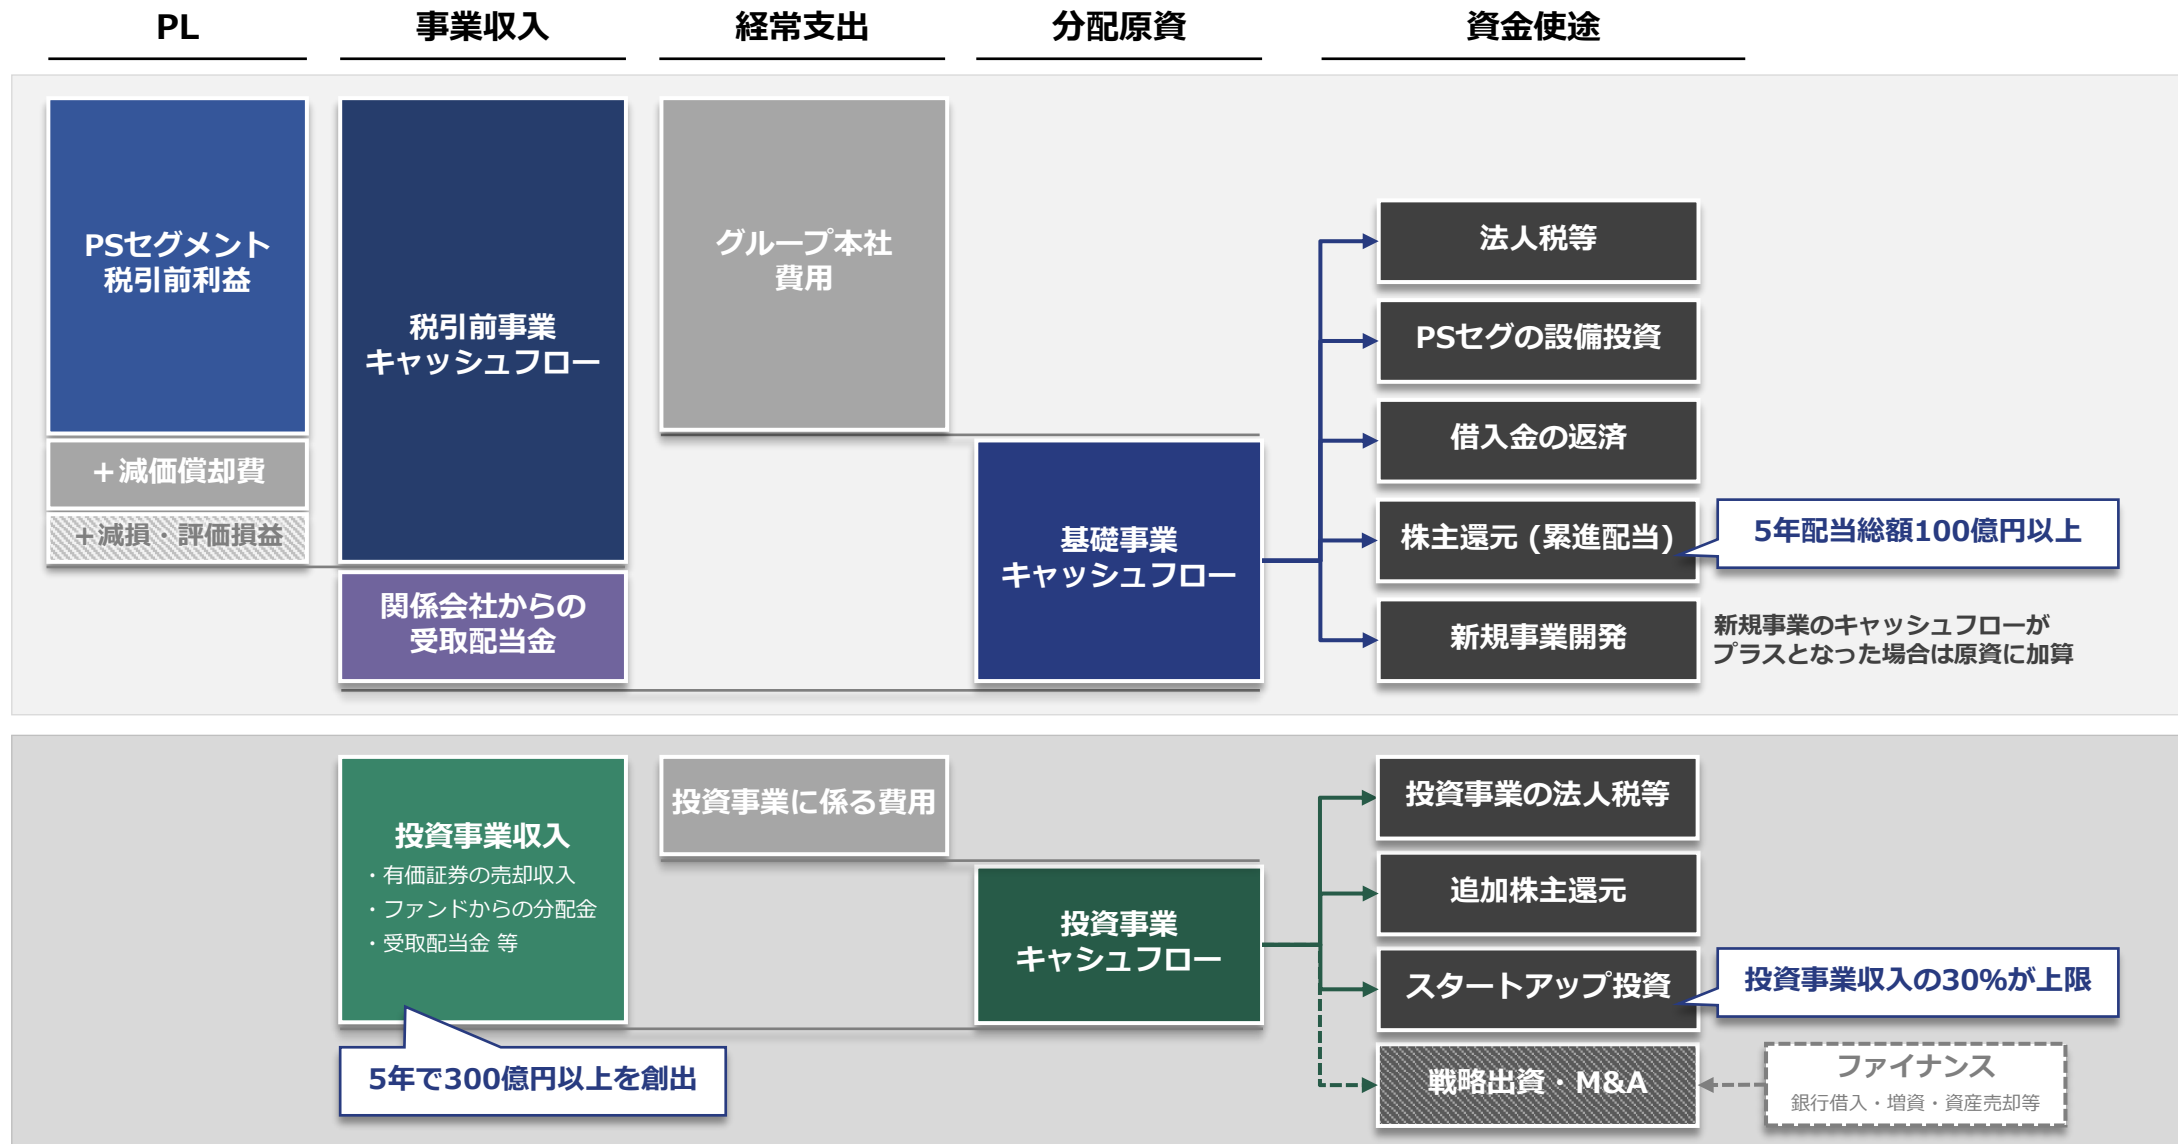 PL
事業収入
経常支出
分配原資
資金使途
PSセグメント
税引前利益
+減価償却費
+減損・評価損益
税引前事業
キャッシュフロー
関係会社からの
受取配当金
グループ本社
費用
基礎事業
キャッシュフロー
法人税等
PSセグの設備投資
借入金の返済
株主還元 (累進配当)
5年配当総額100億円以上
新規事業開発
新規事業のキャッシュフローが
プラスとなった場合は原資に加算
投資事業収入
・有価証券の売却収入
・ファンドからの分配金
・受取配当金 等
5年で300億円以上を創出
投資事業に係る費用
投資事業
キャシュフロー
投資事業の法人税等
追加株主還元
スタートアップ投資
投資事業収入の30%が上限
戦略出資・M&A
ファイナンス
銀行借入・増資・資産売却等